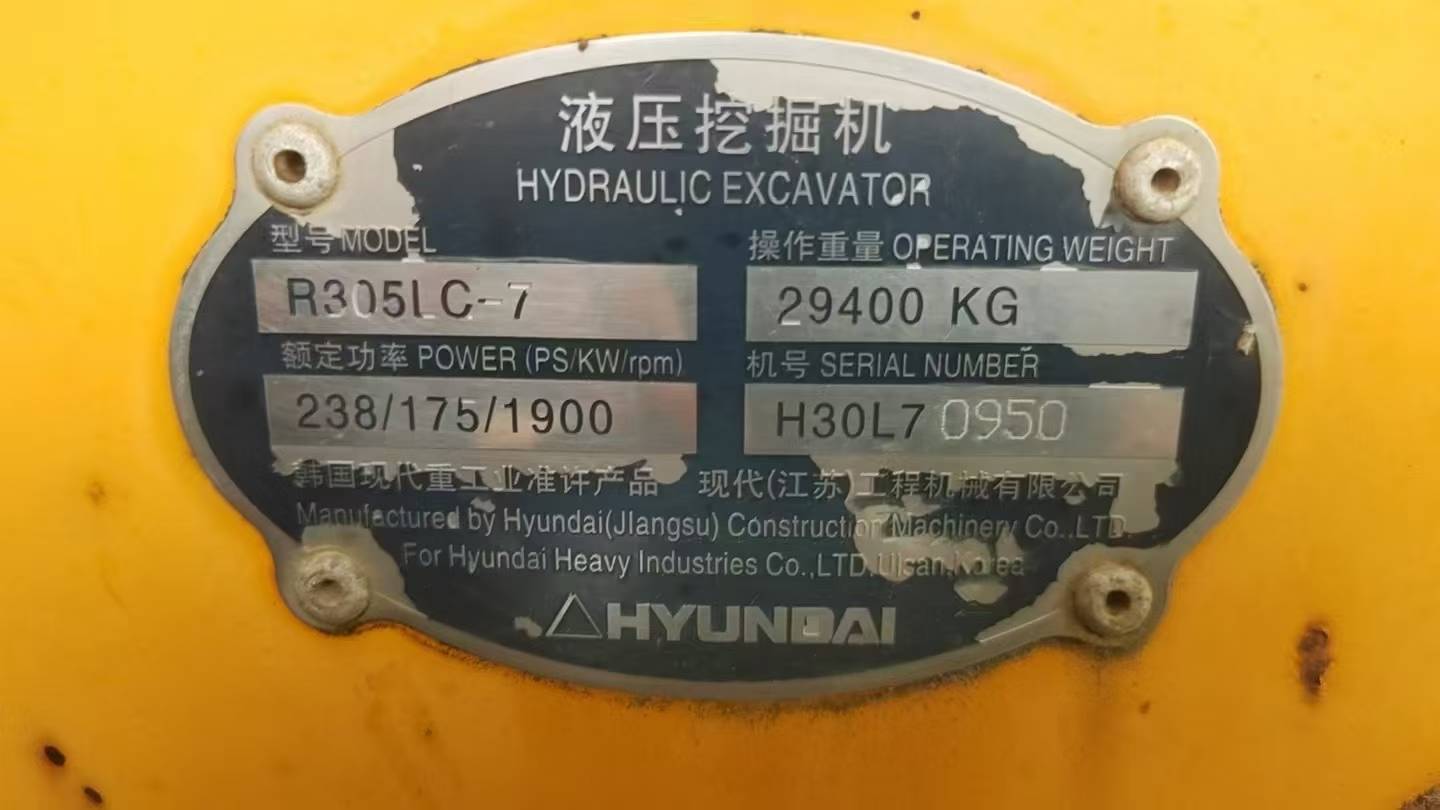 液压挖掘机
HYDRAULIC EXCAVATOR
型号 MODEL
R305LC-7
操作重量 OPERATING WEIGHT
29400 KG
额定功率 POWER (PS/KW/rpm)
238/175/1900
机号 SERIAL NUMBER
H30L7 0950
韩国现代重工业准许产品 现代(江苏)工程机械有限公司
Manufactured by Hyundai(JIangsu) Construction Machinery Co.,LTD
For Hyundai Heavy Industries Co.,LTD,Ulsan,Korea
HYUNDAI